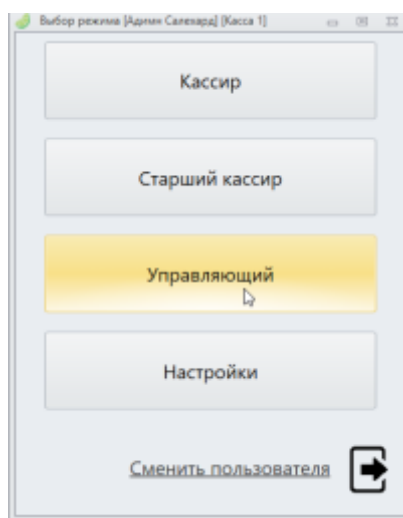 Выбор режима [Админ Салехард] [Касса 1]
Кассир
Старший кассир
Управляющий
Настройки
Сменить пользователя